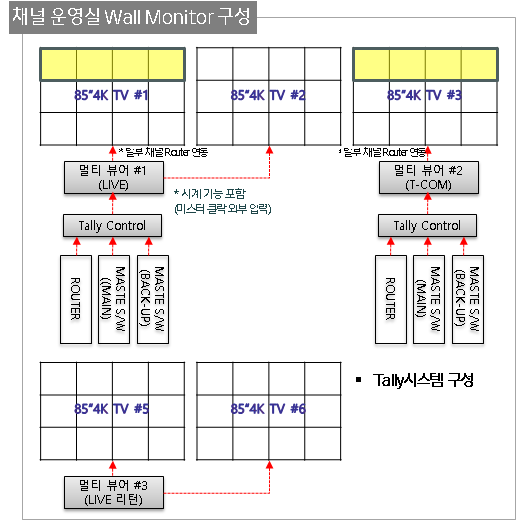 채널 운영실 Wall Monitor 구성
85"4K TV #1
85"4K TV #2
85"4K TV #3
* 일부 채널 Router 연동
* 일부 채널 Router 연동
멀티 뷰어 #1
(LIVE)
멀티 뷰어 #2
(T-COM)
* 시계 기능 포함
(미스터 클락 외부 입력)
Tally Control
Tally Control
ROUTER
MASTE S/W
((MAIN)
MASTE S/W
(BACK-UP)
ROUTER
MASTE S/W
(MAIN)
MASTE S/W
(BACK-UP)
85"4K TV #5
85"4K TV #6
▪ Tally시스템 구성
멀티 뷰어 #3
(LIVE 리턴)